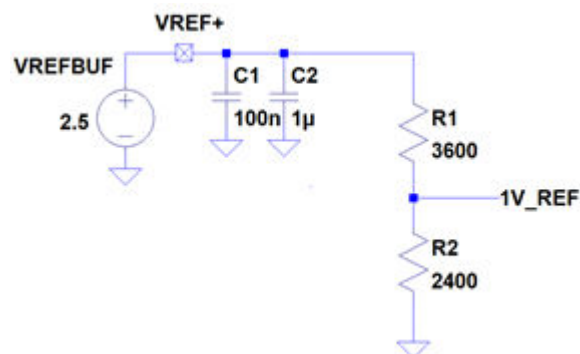 VREF+
VREFBUF
2.5
C1
100n
C2
1µ
R1
3600
1V_REF
R2
2400